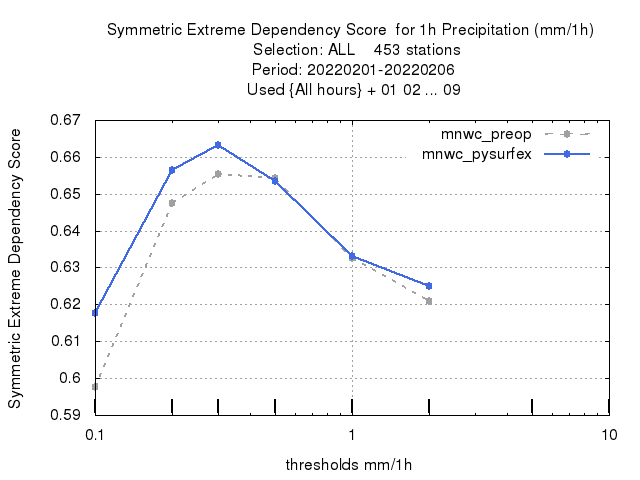 Symmetric Extreme Dependency Score  for 1h Precipitation (mm/1h)
Selection: ALL    453 stations
Period: 20220201-20220206
Used {All hours} + 01 02 ... 09
mnwc_preop
mnwc_pysurfex
Symmetric Extreme Dependency Score
0.67
0.66
0.65
0.64
0.63
0.62
0.61
0.6
0.59
0.1
1
10
thresholds mm/1h